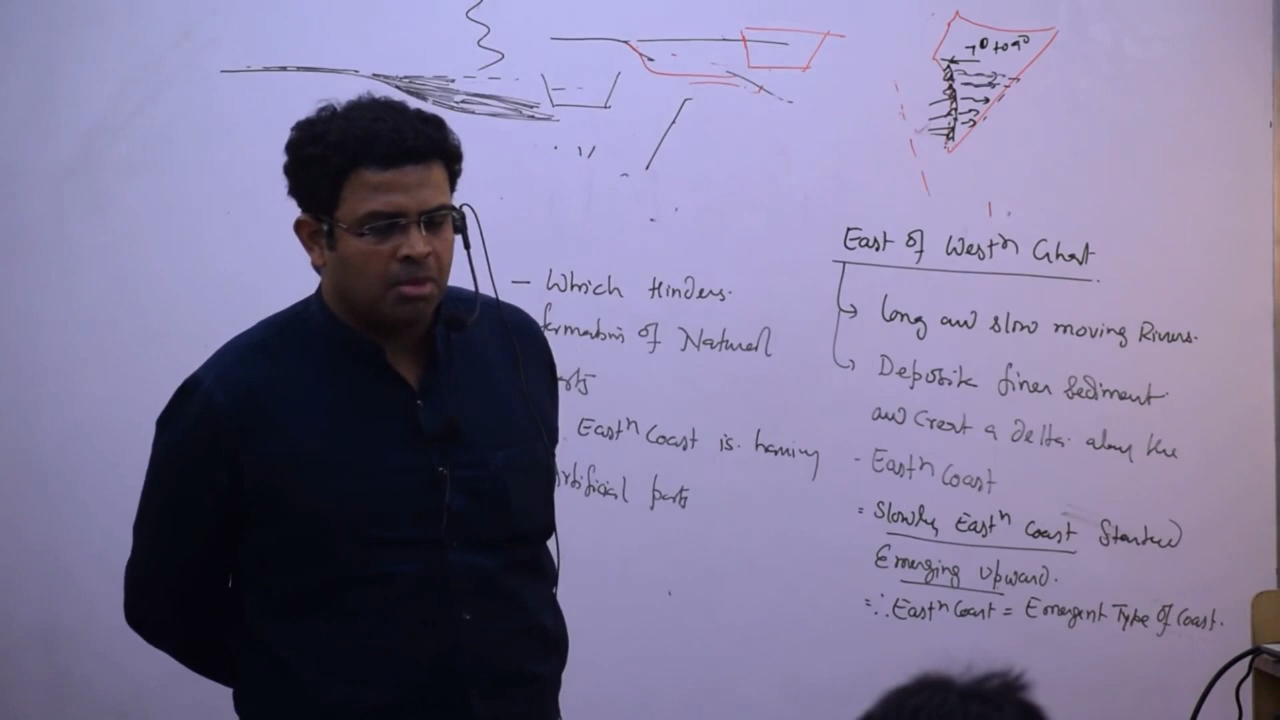 7° to 9°
East of Westⁿ Ghat
Long and slow moving Rivers.
Deposite finer Sediment
and Creat a delta along the
- Eastⁿ Coast
= Slowly Eastⁿ Coast Started
Emerging Upward.
=∴ Eastⁿ Coast = Emergent Type of Coast.
- Which Hinders
formation of Natural
Eastⁿ Coast is having
artificial ports